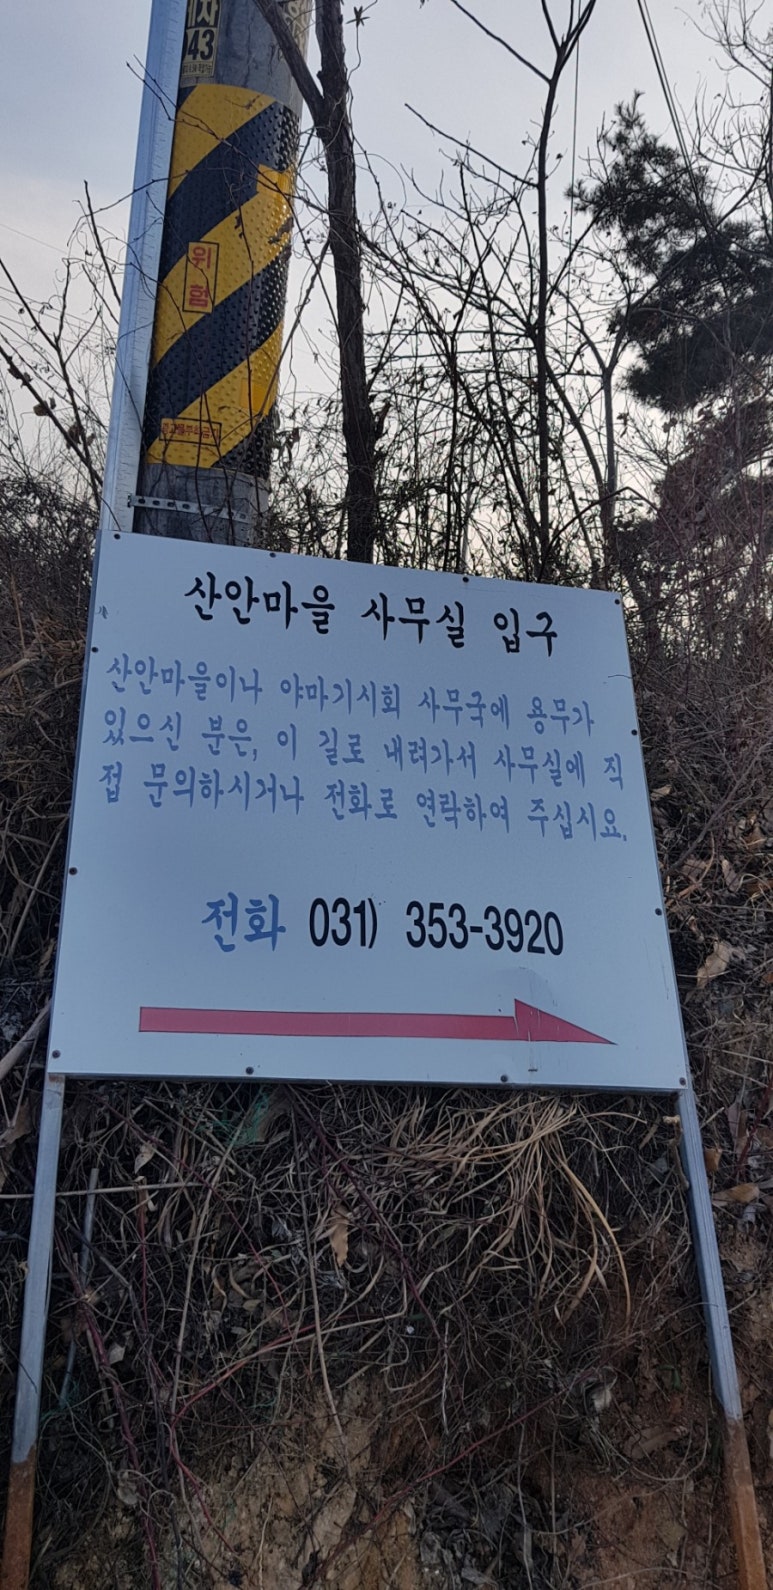 43
위험
산안마을 사무실 입구
산안마을이나 야마기시회 사무국에 용무가
있으신 분은, 이 길로 내려가서 사무실에 직
접 문의하시거나 전화로 연락하여 주십시요.
전화 031) 353-3920